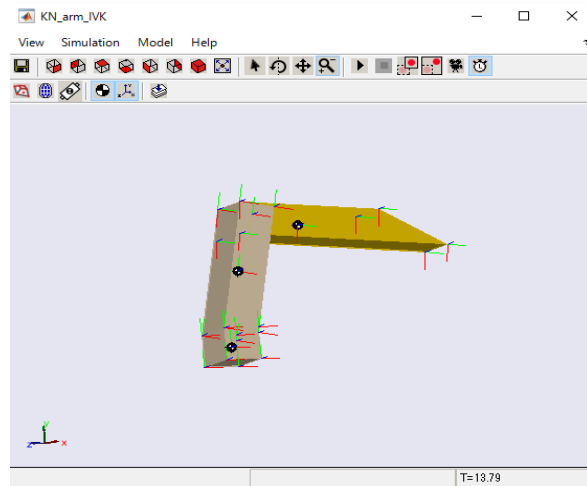 KN_arm_IVK
View Simulation Model Help
y
z x
T=13.79